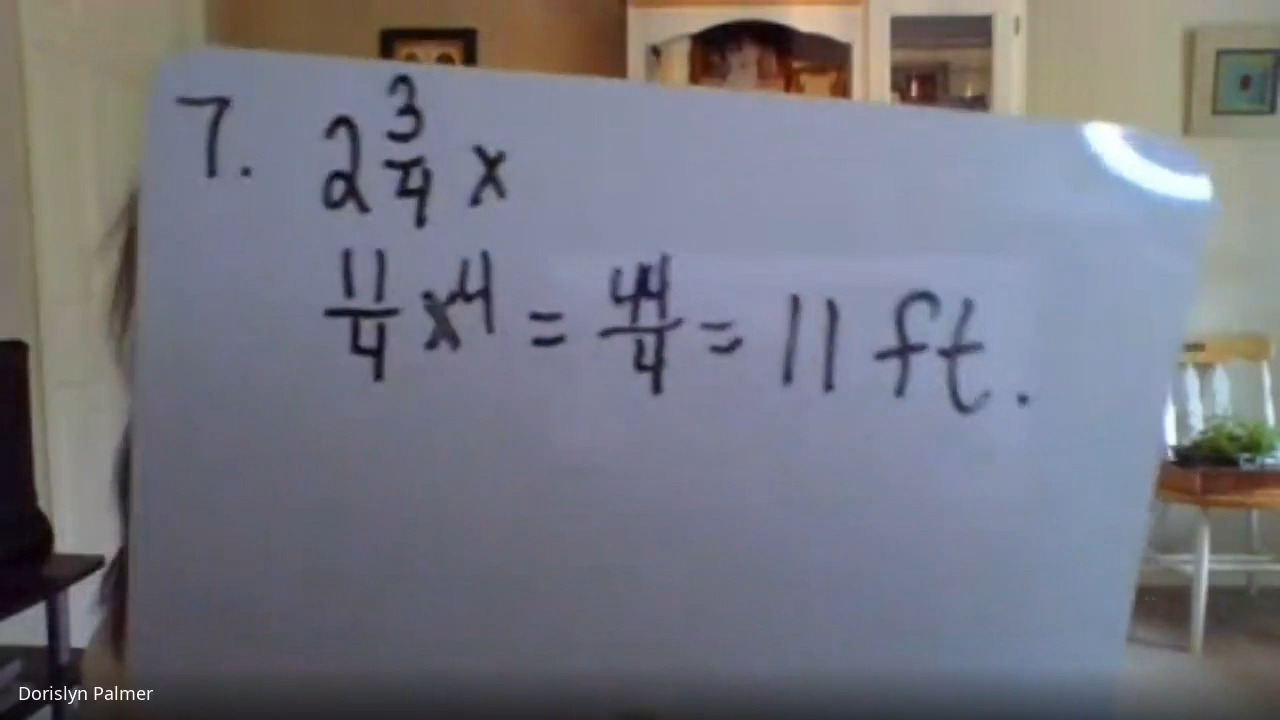 7. 2 3/4 x
11/4 x 4 = 44/4 = 11 ft.
Dorislyn Palmer